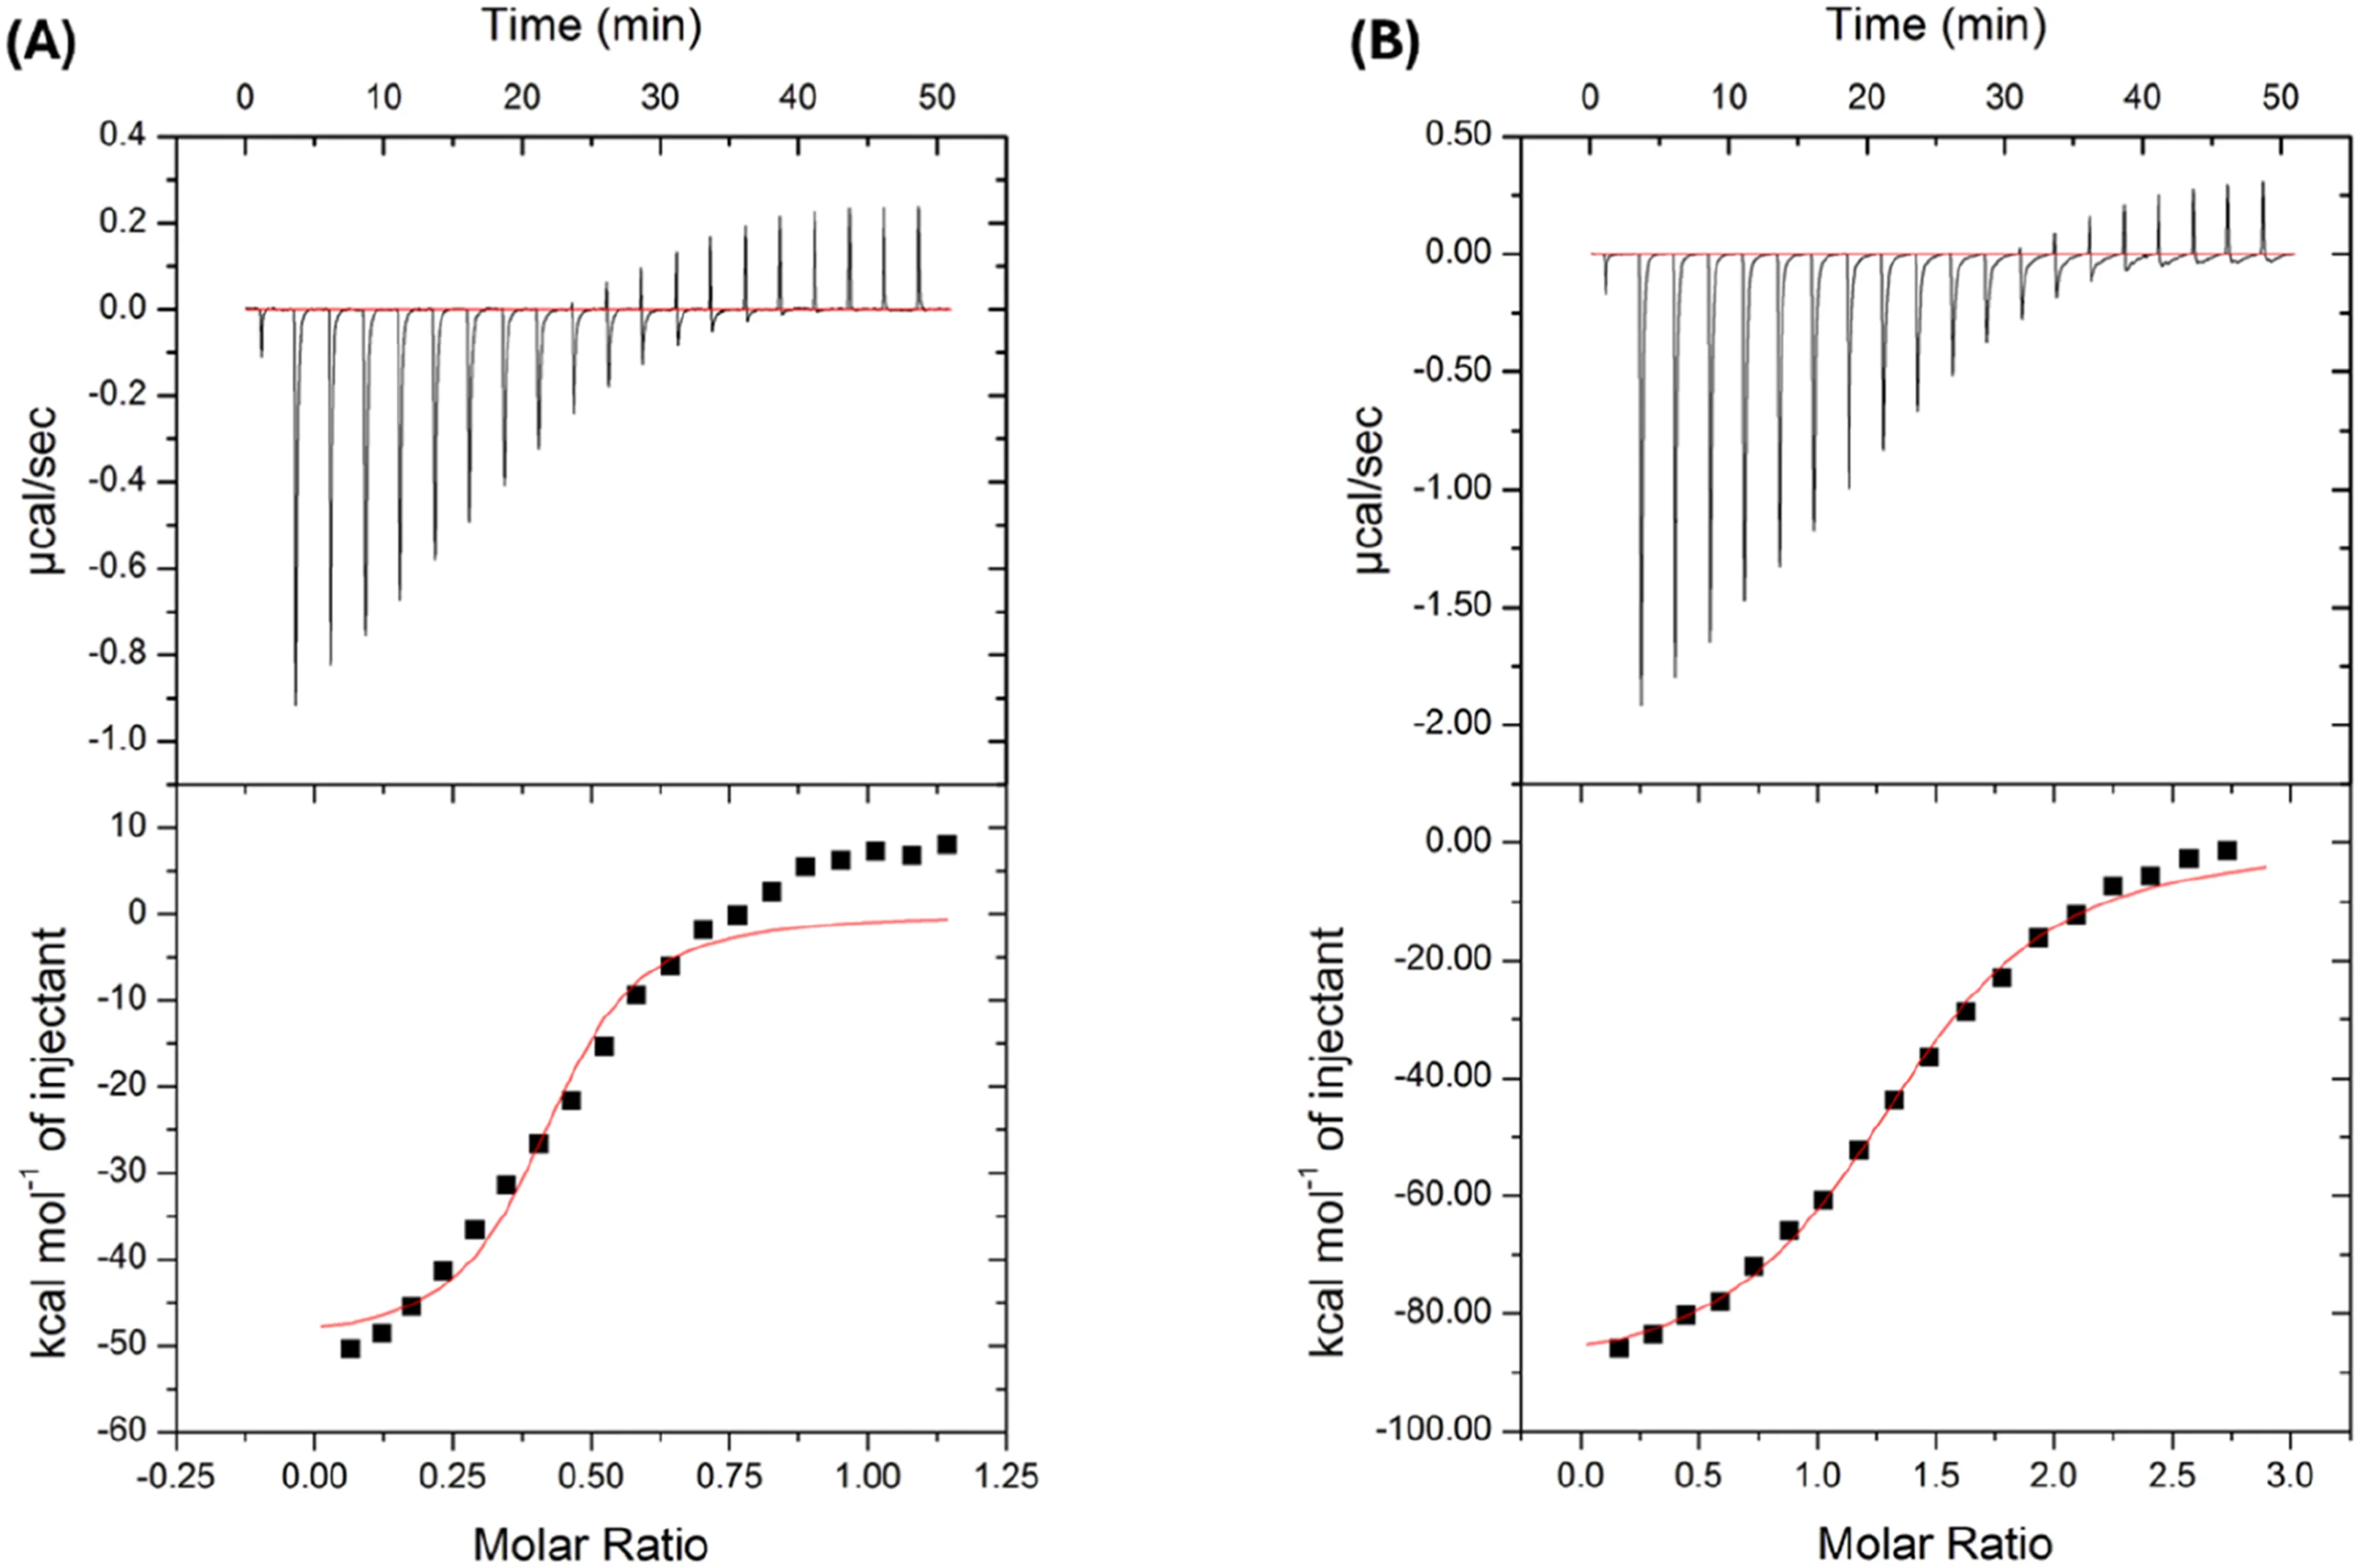 (A)
Time (min)
0 10 20 30 40 50
0.4
0.2
0.0
-0.2
-0.4
-0.6
-0.8
-1.0
µcal/sec
10
0
-10
-20
-30
-40
-50
-60
kcal mol-1 of injectant
-0.25 0.00 0.25 0.50 0.75 1.00 1.25
Molar Ratio
(B)
Time (min)
0 10 20 30 40 50
0.50
0.00
-0.50
-1.00
-1.50
-2.00
µcal/sec
0.00
-20.00
-40.00
-60.00
-80.00
-100.00
kcal mol-1 of injectant
0.0 0.5 1.0 1.5 2.0 2.5 3.0
Molar Ratio